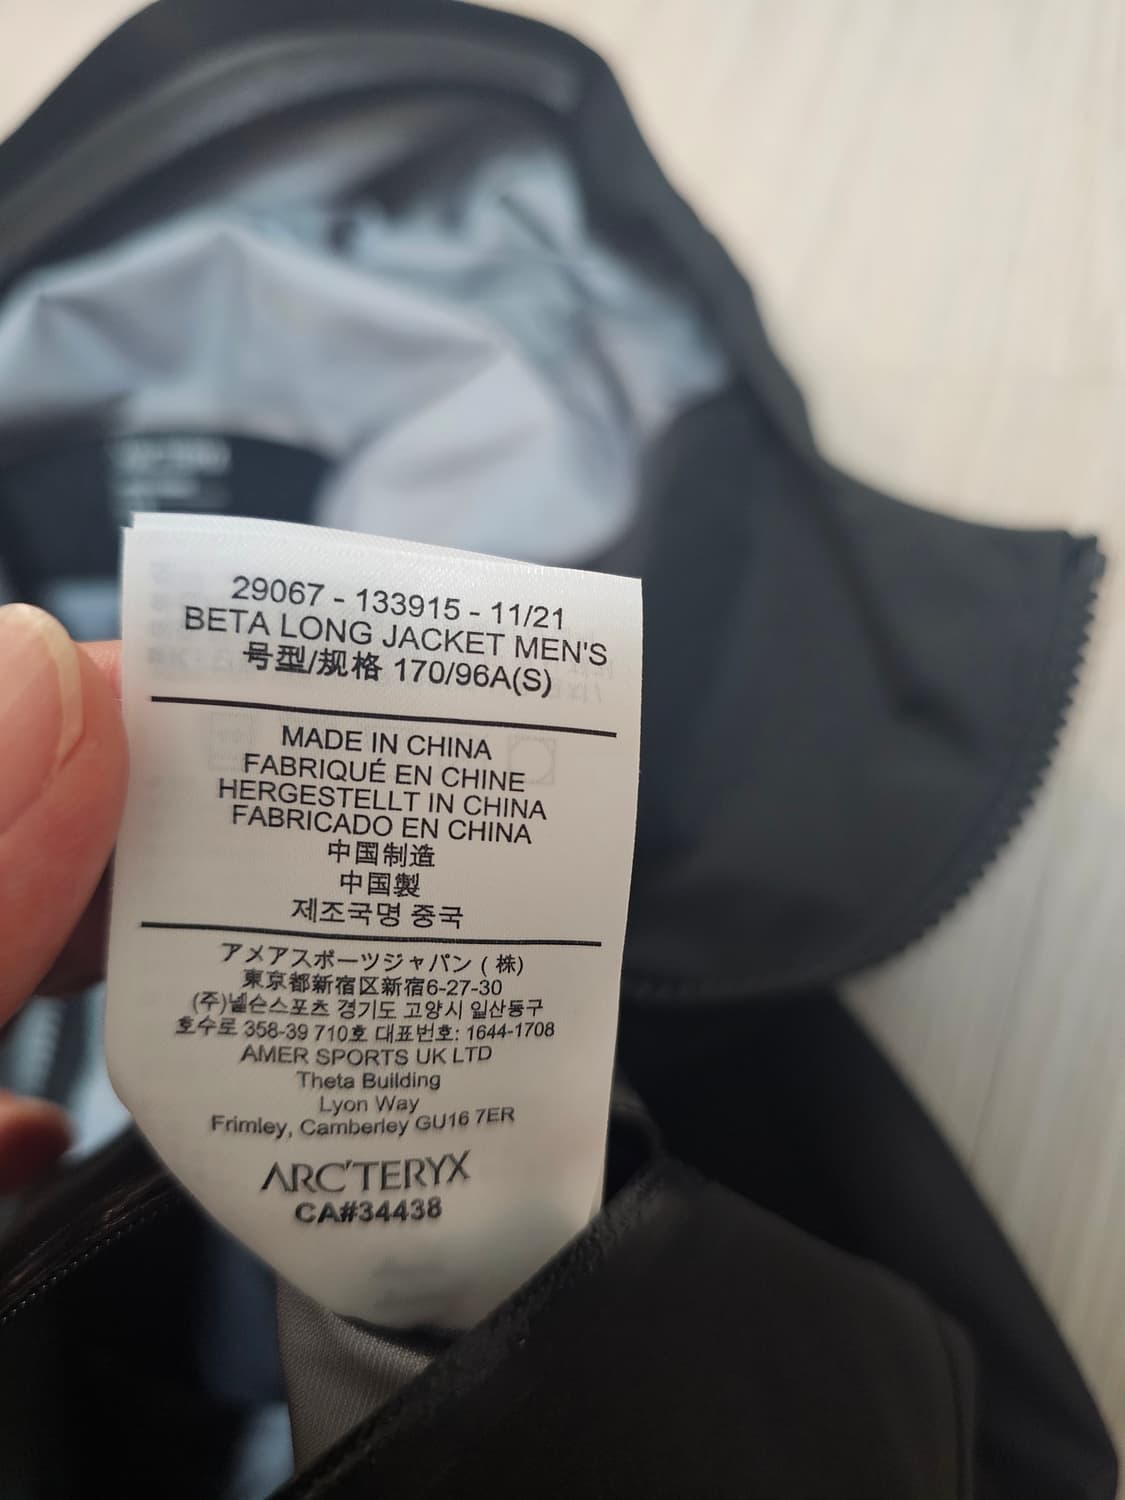 29067 - 133915 - 11/21
BETA LONG JACKET MEN'S
号型/规格 170/96A(S)
MADE IN CHINA
FABRIQUÉ EN CHINE
HERGESTELLT IN CHINA
FABRICADO EN CHINA
中国制造
中国製
제조국명 중국
アメアスポーツジャパン ( 株)
東京都新宿区新宿6-27-30
(주)넬슨스포츠 경기도 고양시 일산동구
호수로 358-39 710호 대표번호: 1644-1708
AMER SPORTS UK LTD
Theta Building
Lyon Way
Frimley, Camberley GU16 7ER
ARC'TERYX
CA#34438